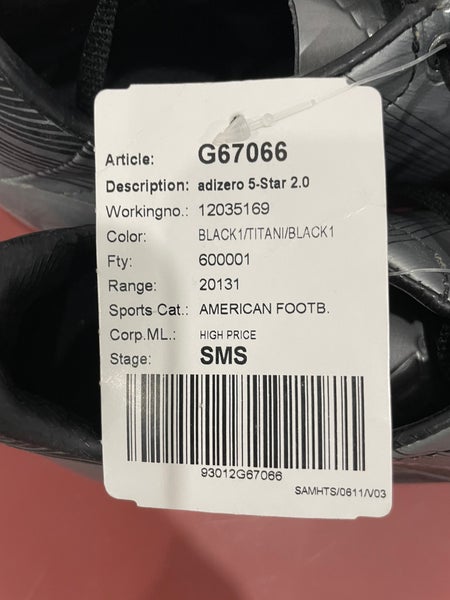 Article: G67066
Description: adizero 5-Star 2.0
Workingno.: 12035169
Color: BLACK1/TITANI/BLACK1
Fty: 600001
Range: 20131
Sports Cat.: AMERICAN FOOTB.
Corp.ML.: HIGH PRICE
Stage: SMS
93012G67066
SAMHTS/0611/V03